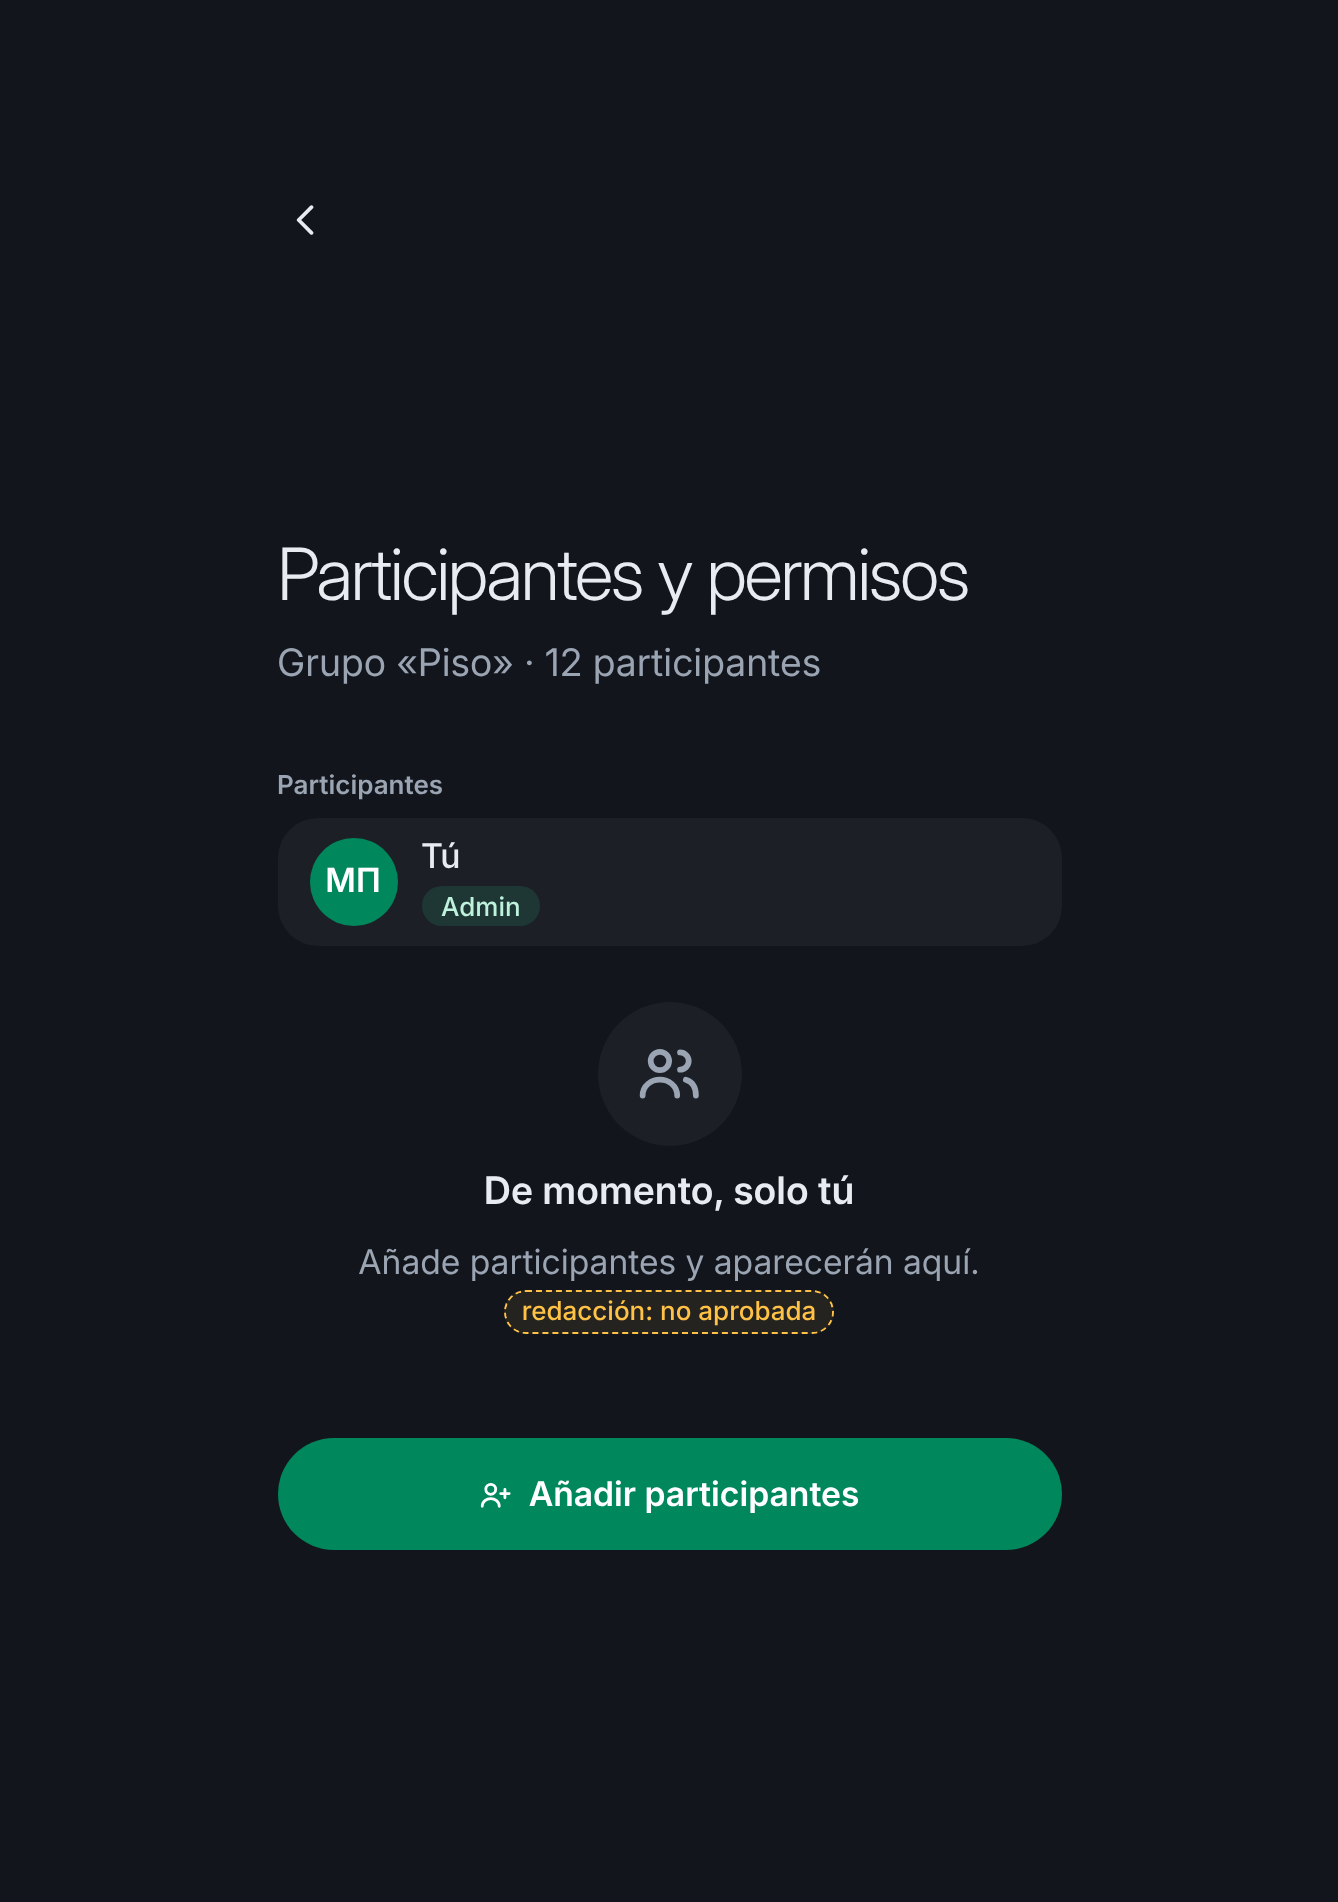 Participantes y permisos
Grupo «Piso» · 12 participantes
Participantes
МП
Tú
Admin
De momento, solo tú
Añade participantes y aparecerán aquí.
redacción: no aprobada
Añadir participantes